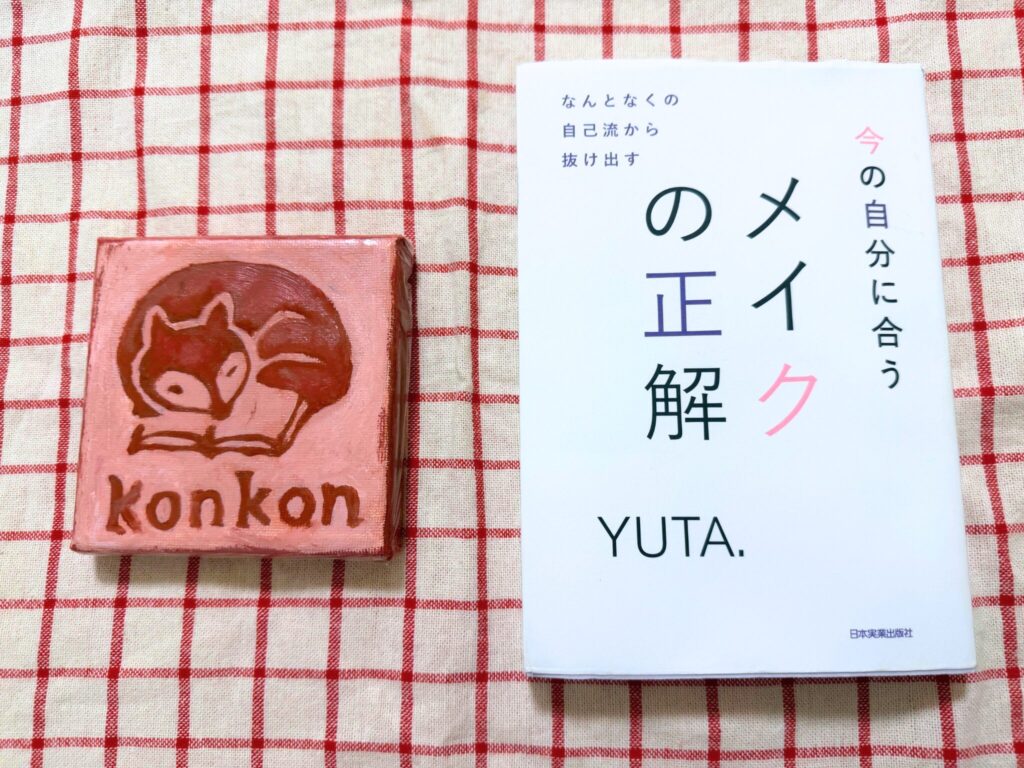 konkon
なんとなくの
自己流から
抜け出す
今の自分に合う
メイク
の正解
YUTA.
日本実業出版社